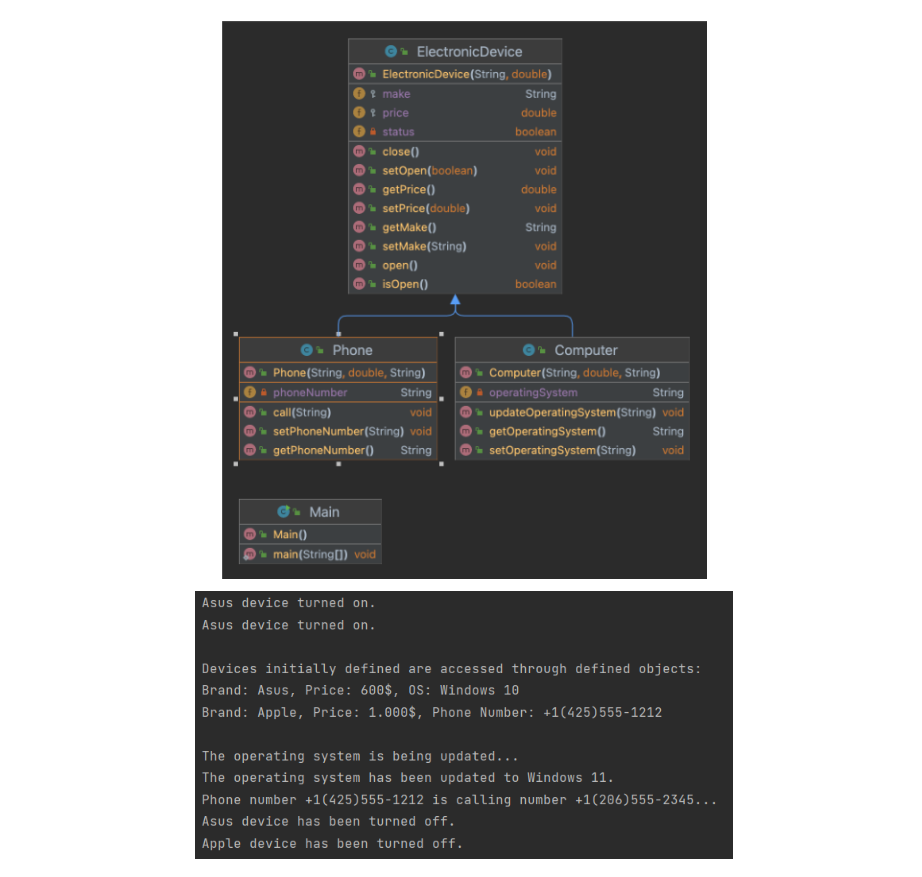 ElectronicDevice
ElectronicDevice(String, double)
make String
price double
status boolean
close() void
setOpen(boolean) void
getPrice() double
setPrice(double) void
getMake() String
setMake(String) void
open() void
isOpen() boolean
Phone
Phone(String, double, String)
phoneNumber String
call(String) void
setPhoneNumber(String) void
getPhoneNumber() String
Computer
Computer(String, double, String)
operatingSystem String
updateOperatingSystem(String) void
getOperatingSystem() String
setOperatingSystem(String) void
Main
Main()
main(String[]) void
Asus device turned on.
Asus device turned on.
Devices initially defined are accessed through defined objects:
Brand: Asus, Price: 600$, OS: Windows 10
Brand: Apple, Price: 1.000$, Phone Number: +1(425)555-1212
The operating system is being updated...
The operating system has been updated to Windows 11.
Phone number +1(425)555-1212 is calling number +1(206)555-2345...
Asus device has been turned off.
Apple device has been turned off.